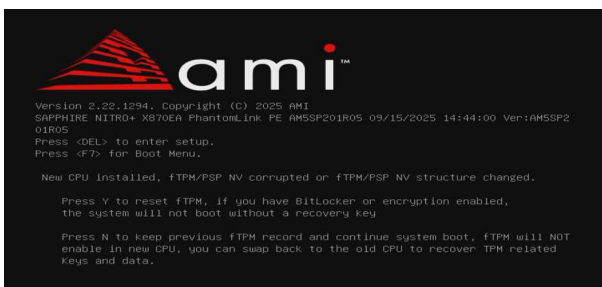 ami™
Version 2.22.1294. Copyright (C) 2025 AMI
SAPPHIRE NITRO+ X870EA PhantomLink PE AM5SP201R05 09/15/2025 14:44:00 Ver:AM5SP2
01R05
Press <DEL> to enter setup.
Press <F7> for Boot Menu.
New CPU installed, fTPM/PSP NV corrupted or fTPM/PSP NV structure changed.
Press Y to reset fTPM, if you have BitLocker or encryption enabled,
the system will not boot without a recovery key
Press N to keep previous fTPM record and continue system boot, fTPM will NOT
enable in new CPU, you can swap back to the old CPU to recover TPM related
Keys and data.